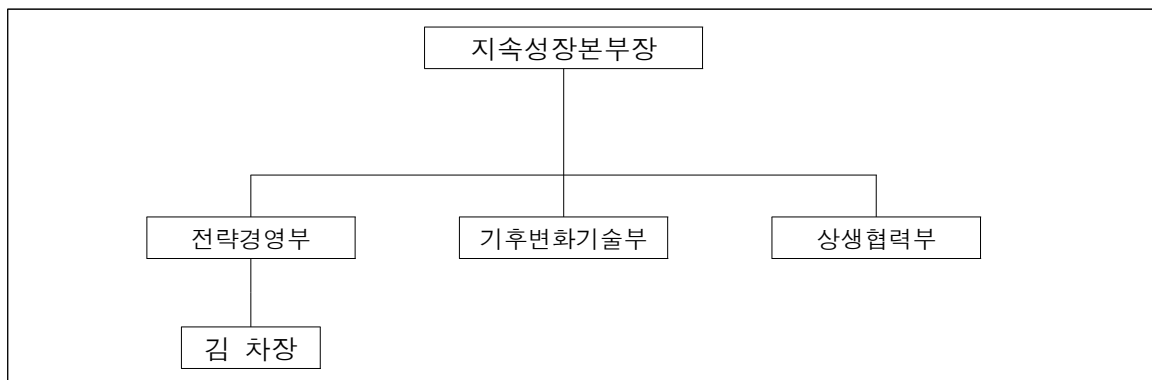 지속성장본부장
전략경영부
기후변화기술부
상생협력부
김 차장